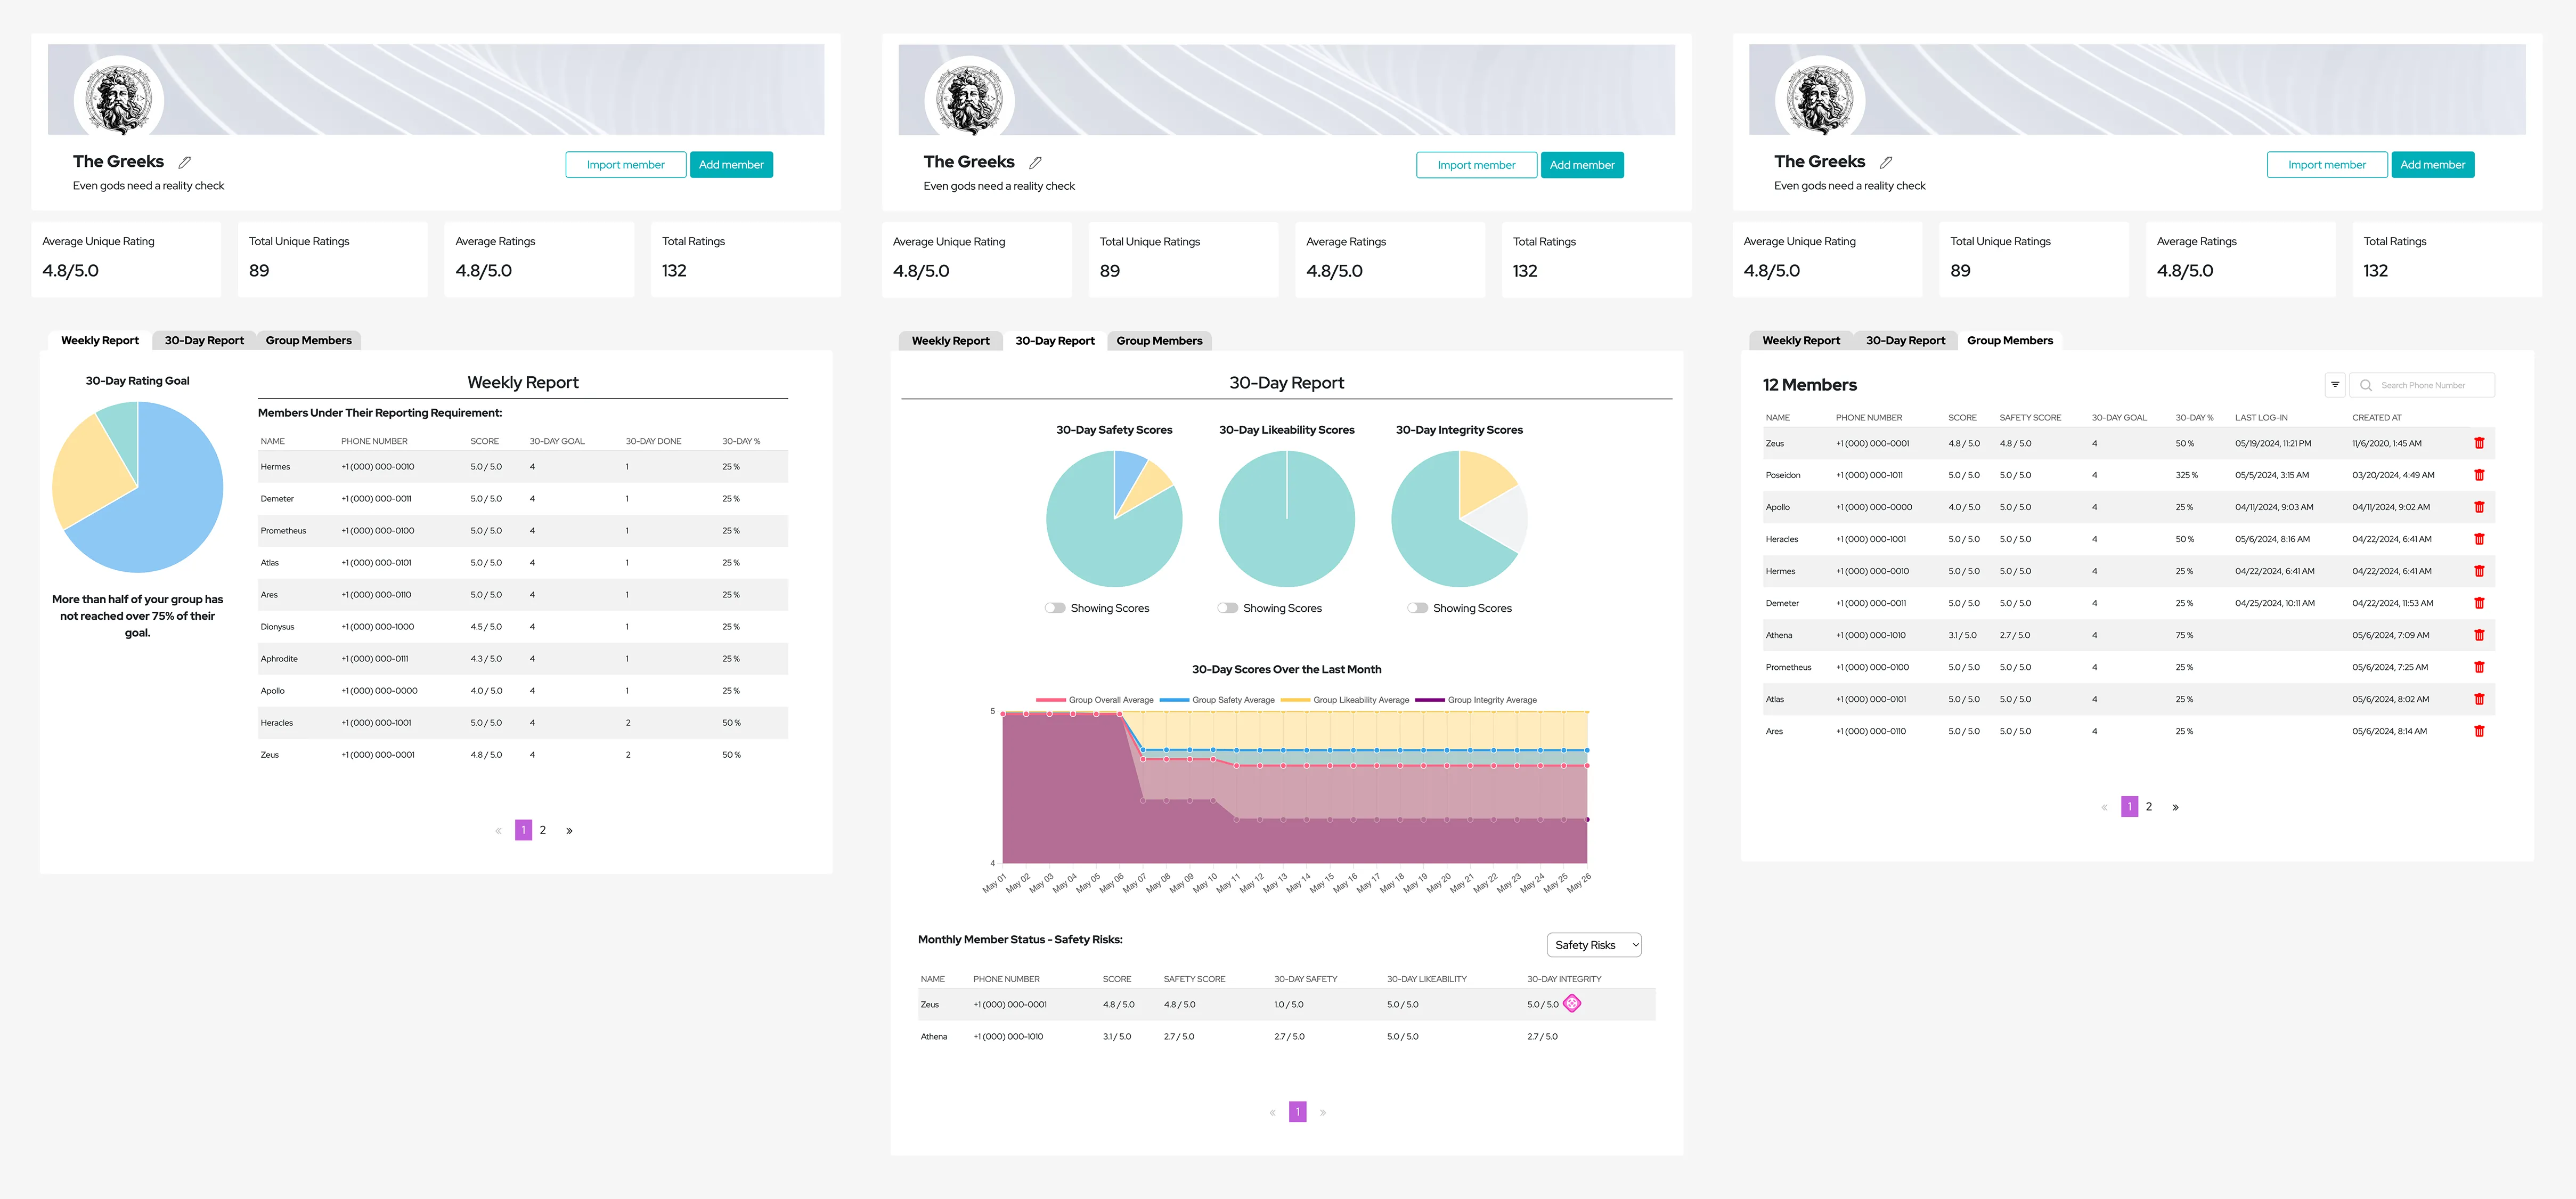 The Greeks
Even gods need a reality check
Import member
Add member
Average Unique Rating
4.8/5.0
Total Unique Ratings
89
Average Ratings
4.8/5.0
Total Ratings
132
Weekly Report
30-Day Report
Group Members
30-Day Rating Goal
More than half of your group has
not reached over 75% of their
goal.
Weekly Report
Members Under Their Reporting Requirement:
NAME PHONE NUMBER SCORE 30-DAY GOAL 30-DAY DONE 30-DAY %
Hermes +1 (000) 000-0010 5.0 / 5.0 4 1 25 %
Demeter +1 (000) 000-0011 5.0 / 5.0 4 1 25 %
Prometheus +1 (000) 000-0100 5.0 / 5.0 4 1 25 %
Atlas +1 (000) 000-0101 5.0 / 5.0 4 1 25 %
Ares +1 (000) 000-0110 5.0 / 5.0 4 1 25 %
Dionysus +1 (000) 000-1000 4.5 / 5.0 4 1 25 %
Aphrodite +1 (000) 000-0111 4.3 / 5.0 4 1 25 %
Apollo +1 (000) 000-0000 4.0 / 5.0 4 1 25 %
Heracles +1 (000) 000-1001 5.0 / 5.0 4 2 50 %
Zeus +1 (000) 000-0001 4.8 / 5.0 4 2 50 %
« 1 2 »
The Greeks
Even gods need a reality check
Import member
Add member
Average Unique Rating
4.8/5.0
Total Unique Ratings
89
Average Ratings
4.8/5.0
Total Ratings
132
Weekly Report
30-Day Report
Group Members
30-Day Report
30-Day Safety Scores
30-Day Likeability Scores
30-Day Integrity Scores
Showing Scores
Showing Scores
Showing Scores
30-Day Scores Over the Last Month
Group Overall Average
Group Safety Average
Group Likeability Average
Group Integrity Average
5
4
May 01
May 02
May 03
May 04
May 05
May 06
May 07
May 08
May 09
May 10
May 11
May 12
May 13
May 14
May 15
May 16
May 17
May 18
May 19
May 20
May 21
May 22
May 23
May 24
May 25
May 26
Monthly Member Status - Safety Risks:
Safety Risks
NAME PHONE NUMBER SCORE SAFETY SCORE 30-DAY SAFETY 30-DAY LIKEABILITY 30-DAY INTEGRITY
Zeus +1 (000) 000-0001 4.8 / 5.0 4.8 / 5.0 1.0 / 5.0 5.0 / 5.0 5.0 / 5.0
Athena +1 (000) 000-1010 3.1 / 5.0 2.7 / 5.0 2.7 / 5.0 5.0 / 5.0 2.7 / 5.0
« 1 »
The Greeks
Even gods need a reality check
Import member
Add member
Average Unique Rating
4.8/5.0
Total Unique Ratings
89
Average Ratings
4.8/5.0
Total Ratings
132
Weekly Report
30-Day Report
Group Members
12 Members
Search Phone Number
NAME PHONE NUMBER SCORE SAFETY SCORE 30-DAY GOAL 30-DAY % LAST LOG-IN CREATED AT
Zeus +1 (000) 000-0001 4.8 / 5.0 4.8 / 5.0 4 50 % 05/19/2024, 11:21 PM 11/6/2020, 1:45 AM
Poseidon +1 (000) 000-1011 5.0 / 5.0 5.0 / 5.0 4 325 % 05/5/2024, 3:15 AM 03/20/2024, 4:49 AM
Apollo +1 (000) 000-0000 4.0 / 5.0 5.0 / 5.0 4 25 % 04/11/2024, 9:03 AM 04/11/2024, 9:02 AM
Heracles +1 (000) 000-1001 5.0 / 5.0 5.0 / 5.0 4 50 % 05/6/2024, 8:16 AM 04/22/2024, 6:41 AM
Hermes +1 (000) 000-0010 5.0 / 5.0 5.0 / 5.0 4 25 % 04/22/2024, 6:41 AM 04/22/2024, 6:41 AM
Demeter +1 (000) 000-0011 5.0 / 5.0 5.0 / 5.0 4 25 % 04/25/2024, 10:11 AM 04/22/2024, 11:53 AM
Athena +1 (000) 000-1010 3.1 / 5.0 2.7 / 5.0 4 75 % 05/6/2024, 7:09 AM
Prometheus +1 (000) 000-0100 5.0 / 5.0 5.0 / 5.0 4 25 % 05/6/2024, 7:25 AM
Atlas +1 (000) 000-0101 5.0 / 5.0 5.0 / 5.0 4 25 % 05/6/2024, 8:02 AM
Ares +1 (000) 000-0110 5.0 / 5.0 5.0 / 5.0 4 25 % 05/6/2024, 8:14 AM
« 1 2 »